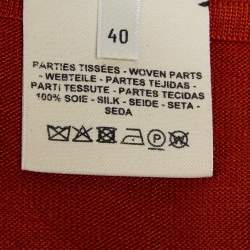 40
PARTIES TISSÉES - WOVEN PARTS
- WEBTEILE - PARTES TEJIDAS -
PARTI TESSUTE - PARTES TECIDAS
100% SOIE - SILK - SEIDE - SETA -
SEDA
P W